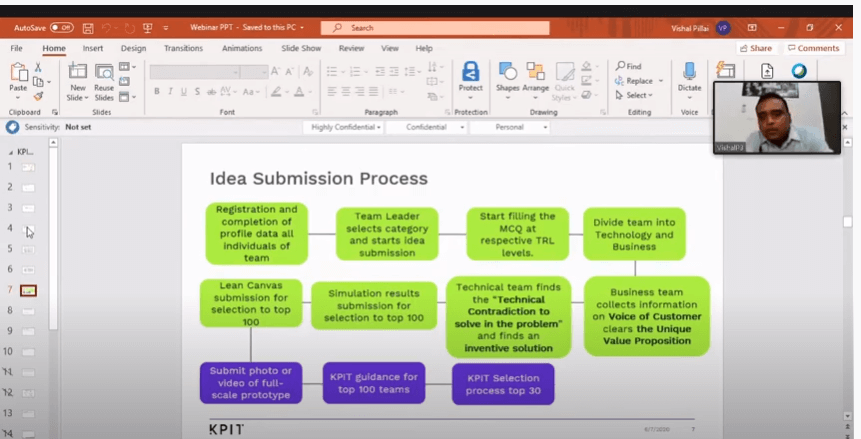 AutoSave Off Webinar PPT - Saved to this PC Search Vishal Pillai VP
File Home Insert Design Transitions Animations Slide Show Review View Help Share Comments
Paste New Slide Reuse Slides Shapes Arrange Quick Styles Protect Find Replace Select Dictate
B I U S ab AV Aa A
Clipboard Slides Font Paragraph Protection Drawing Editing Voice
Sensitivity: Not set Highly Confidential Confidential Personal
VishalPJ
KPI...
1
2
3
4
5
6
7
8
9
10
11
12
13
14
Idea Submission Process
Registration and
completion of
profile data all
individuals of
team
Team Leader
selects category
and starts idea
submission
Start filling the
MCQ at
respective TRL
levels.
Divide team into
Technology and
Business
Lean Canvas
submission for
selection to top
100
Simulation results
submission for
selection to top 100
Technical team finds
the "Technical
Contradiction to
solve in the problem"
and finds an
inventive solution
Business team
collects information
on Voice of Customer
clears the Unique
Value Proposition
Submit photo or
video of full-
scale prototype
KPIT guidance for
top 100 teams
KPIT Selection
process top 30
KPIT 6/7/2020 7